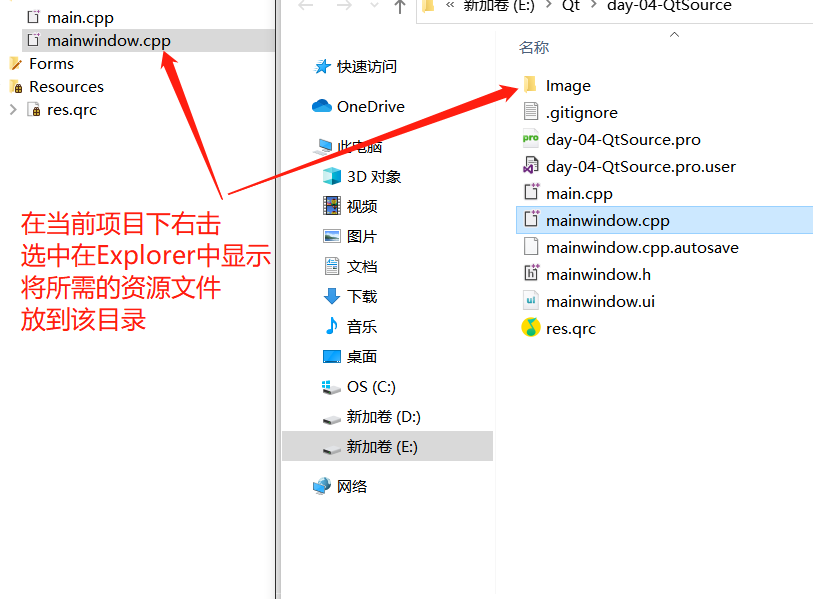 main.cpp
mainwindow.cpp
Forms
Resources
res.qrc
在当前项目下右击
选中在Explorer中显示
将所需的资源文件
放到该目录
« 新加卷 (E:) > Qt > day-04-QtSource
快速访问
OneDrive
此电脑
3D 对象
视频
图片
文档
下载
音乐
桌面
OS (C:)
新加卷 (D:)
新加卷 (E:)
网络
名称
Image
.gitignore
pro day-04-QtSource.pro
day-04-QtSource.pro.user
main.cpp
mainwindow.cpp
mainwindow.cpp.autosave
h mainwindow.h
ui mainwindow.ui
res.qrc